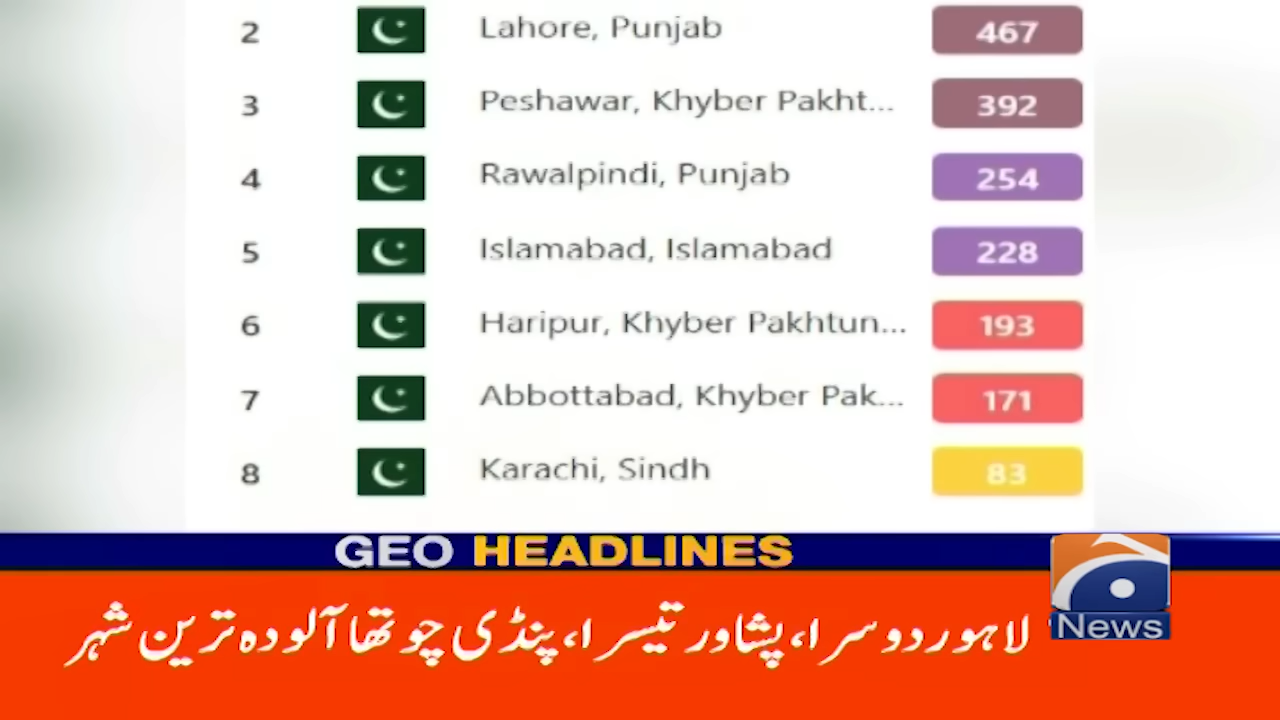 2 Lahore, Punjab 467
3 Peshawar, Khyber Pakht... 392
4 Rawalpindi, Punjab 254
5 Islamabad, Islamabad 228
6 Haripur, Khyber Pakhtun... 193
7 Abbottabad, Khyber Pak... 171
8 Karachi, Sindh 83
GEO HEADLINES
News
لاہور دوسرا، پشاور تیسرا، پنڈی چوتھا آلودہ ترین شہر